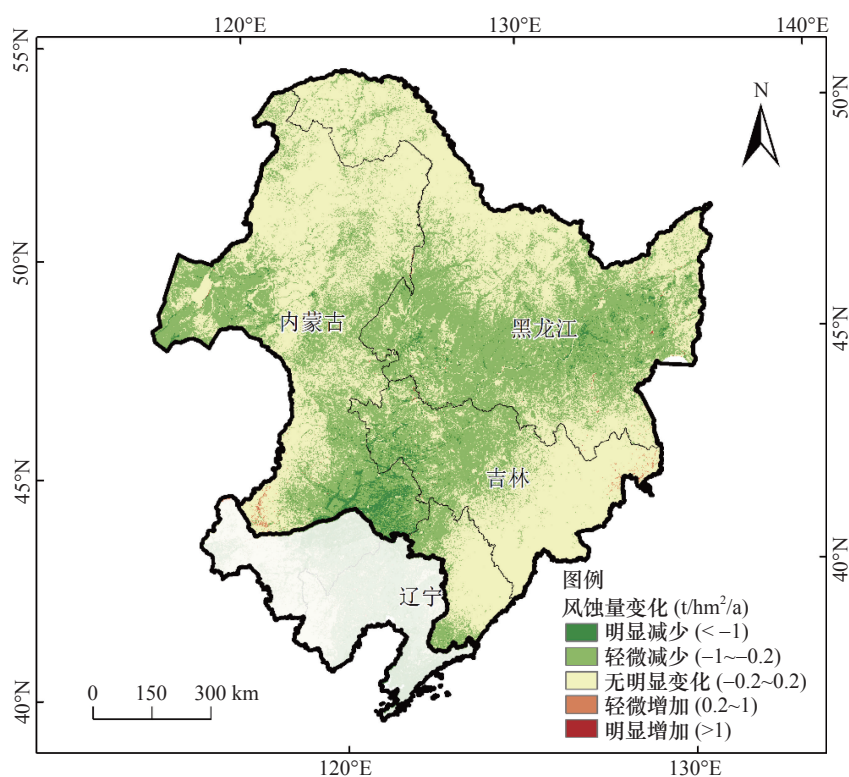 120°E
130°E
140°E
55°N
50°N
N
50°N
内蒙古
黑龙江
45°N
45°N
吉林
40°N
图例
辽宁
风蚀量变化 (t/hm²/a)
明显减少 (< −1)
轻微减少 (−1~−0.2)
无明显变化 (−0.2~0.2)
轻微增加 (0.2~1)
明显增加 (>1)
0 150 300 km
40°N
120°E
130°E